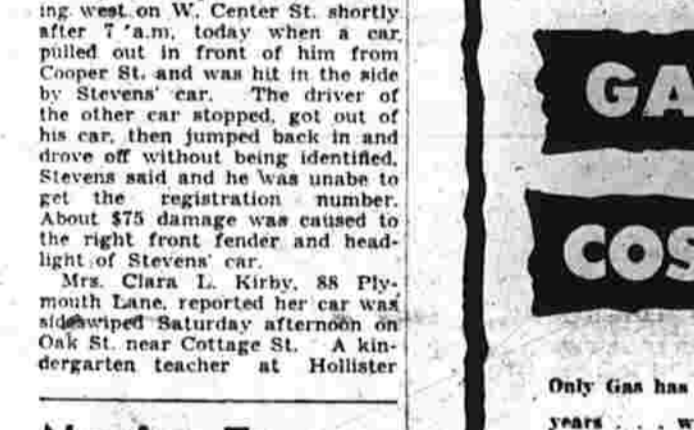 ing west on W. Center St. shortly
after 7 a.m. today when a car
pulled out in front of him from
Cooper St. and was hit in the side
by Stevens' car. The driver of
the other car stopped, got out of
his car, then jumped back in and
drove off without being identified,
Stevens said and he was unabe to
get the registration number.
About $75 damage was caused to
the right front fender and head-
light of Stevens' car.
Mrs. Clara L. Kirby, 88 Ply-
mouth Lane, reported her car was
sideswiped Saturday afternoon on
Oak St. near Cottage St. A kin-
dergarten teacher at Hollister
GA
COS
Only Gas has
years . . . w